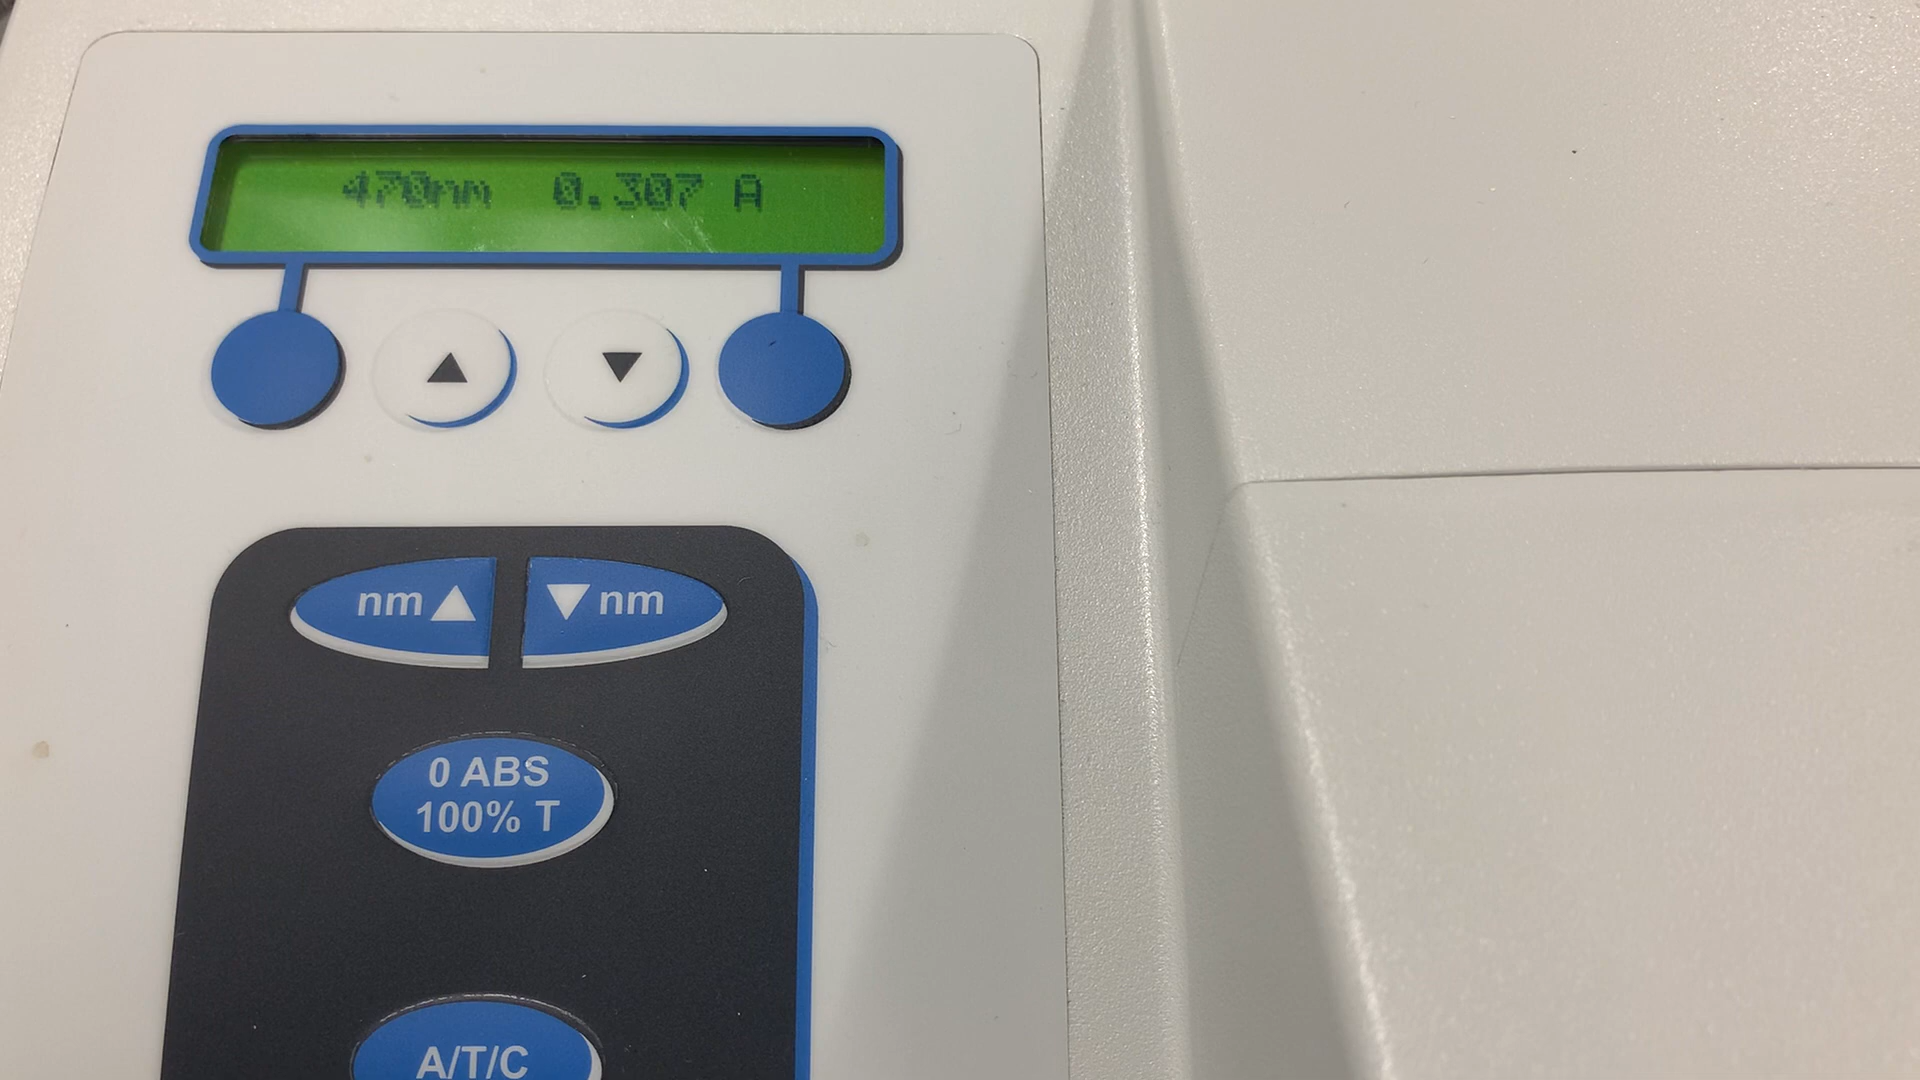 470nm 0.307 A
▲ ▼
nm▲ ▼nm
0 ABS
100% T
A/T/C